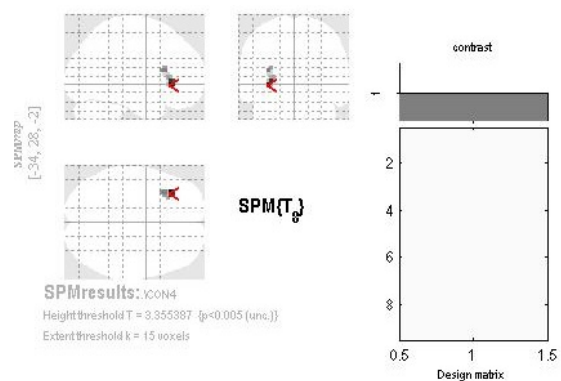 contrast
1
SPMmip
[-34, 28, -2]
SPM{T8}
SPMresults: .\CON4
Height threshold T = 3.355387 {p<0.005 (unc.)}
Extent threshold k = 15 voxels
2
4
6
8
0.5 1 1.5
Design matrix